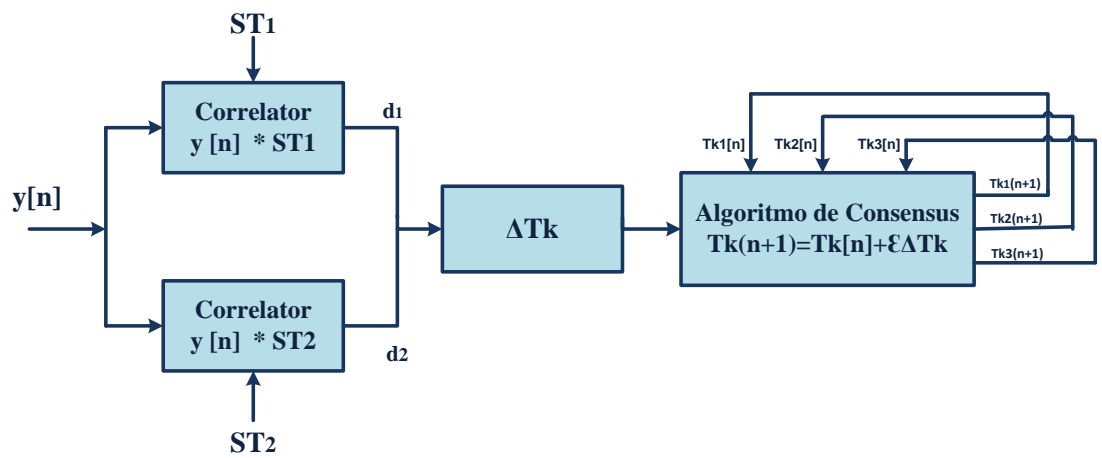 ST1
Correlator
y [n] * ST1
d1
y[n]
Correlator
y [n] * ST2
d2
ST2
ΔTk
Tk1[n]
Tk2[n]
Tk3[n]
Algoritmo de Consensus
Tk(n+1)=Tk[n]+ƐΔTk
Tk1(n+1)
Tk2(n+1)
Tk3(n+1)